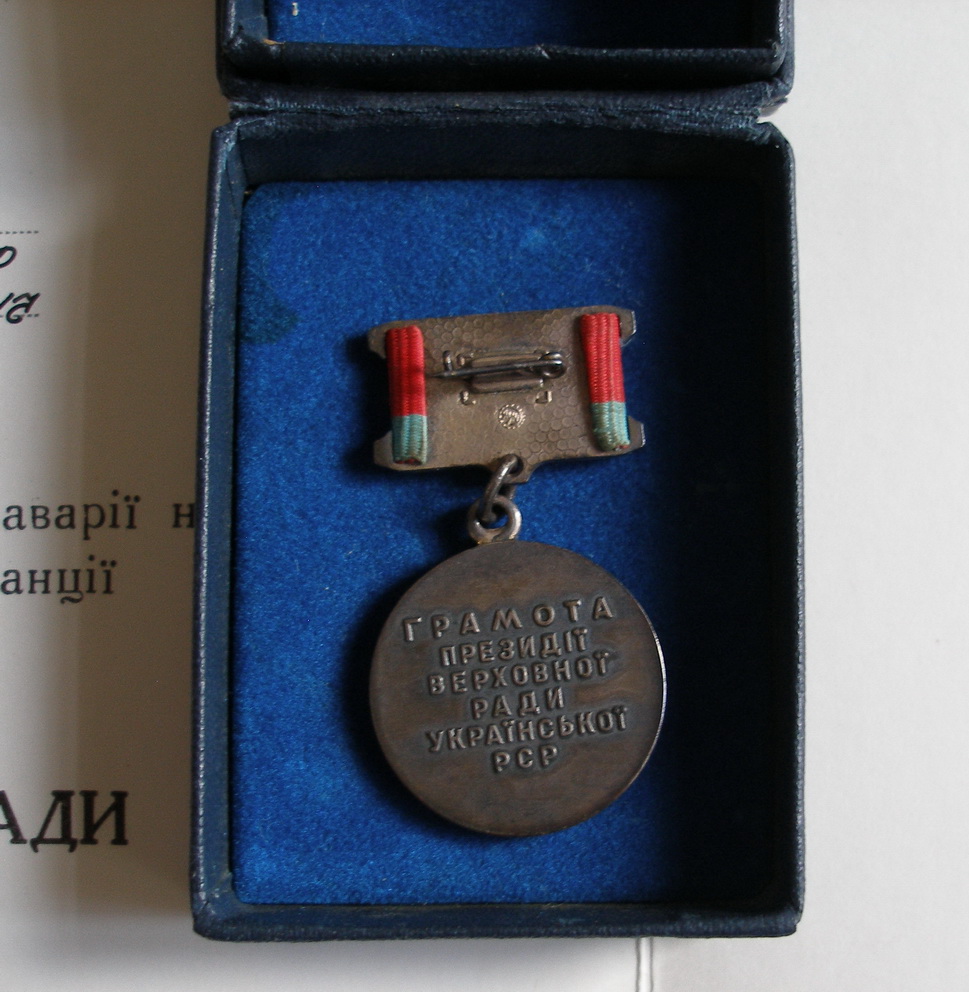 аварії н
анції
АДИ
ГРАМОТА
ПРЕЗИДІЇ
ВЕРХОВНОЇ
РАДИ
УКРАЇНСЬКОЇ
РСР